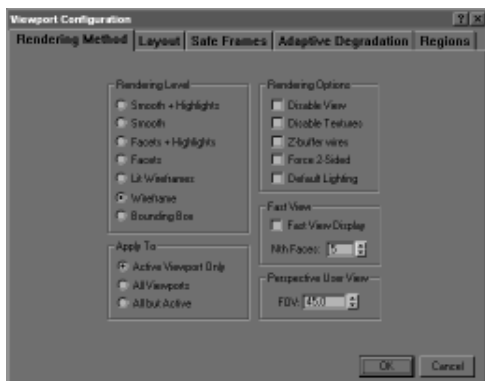 Viewport Configuration
Rendering Method Layout Safe Frames Adaptive Degradation Regions
Rendering Level
Smooth + Highlights
Smooth
Facets + Highlights
Facets
Lit Wireframes
Wireframe
Bounding Box
Apply To
Active Viewport Only
All Viewports
All but Active
Rendering Options
Disable View
Disable Textures
Z-buffer wires
Force 2-Sided
Default Lighting
Fast View
Fast View Display
Nth Faces: 5
Perspective User View
FOV: 45.0
OK Cancel